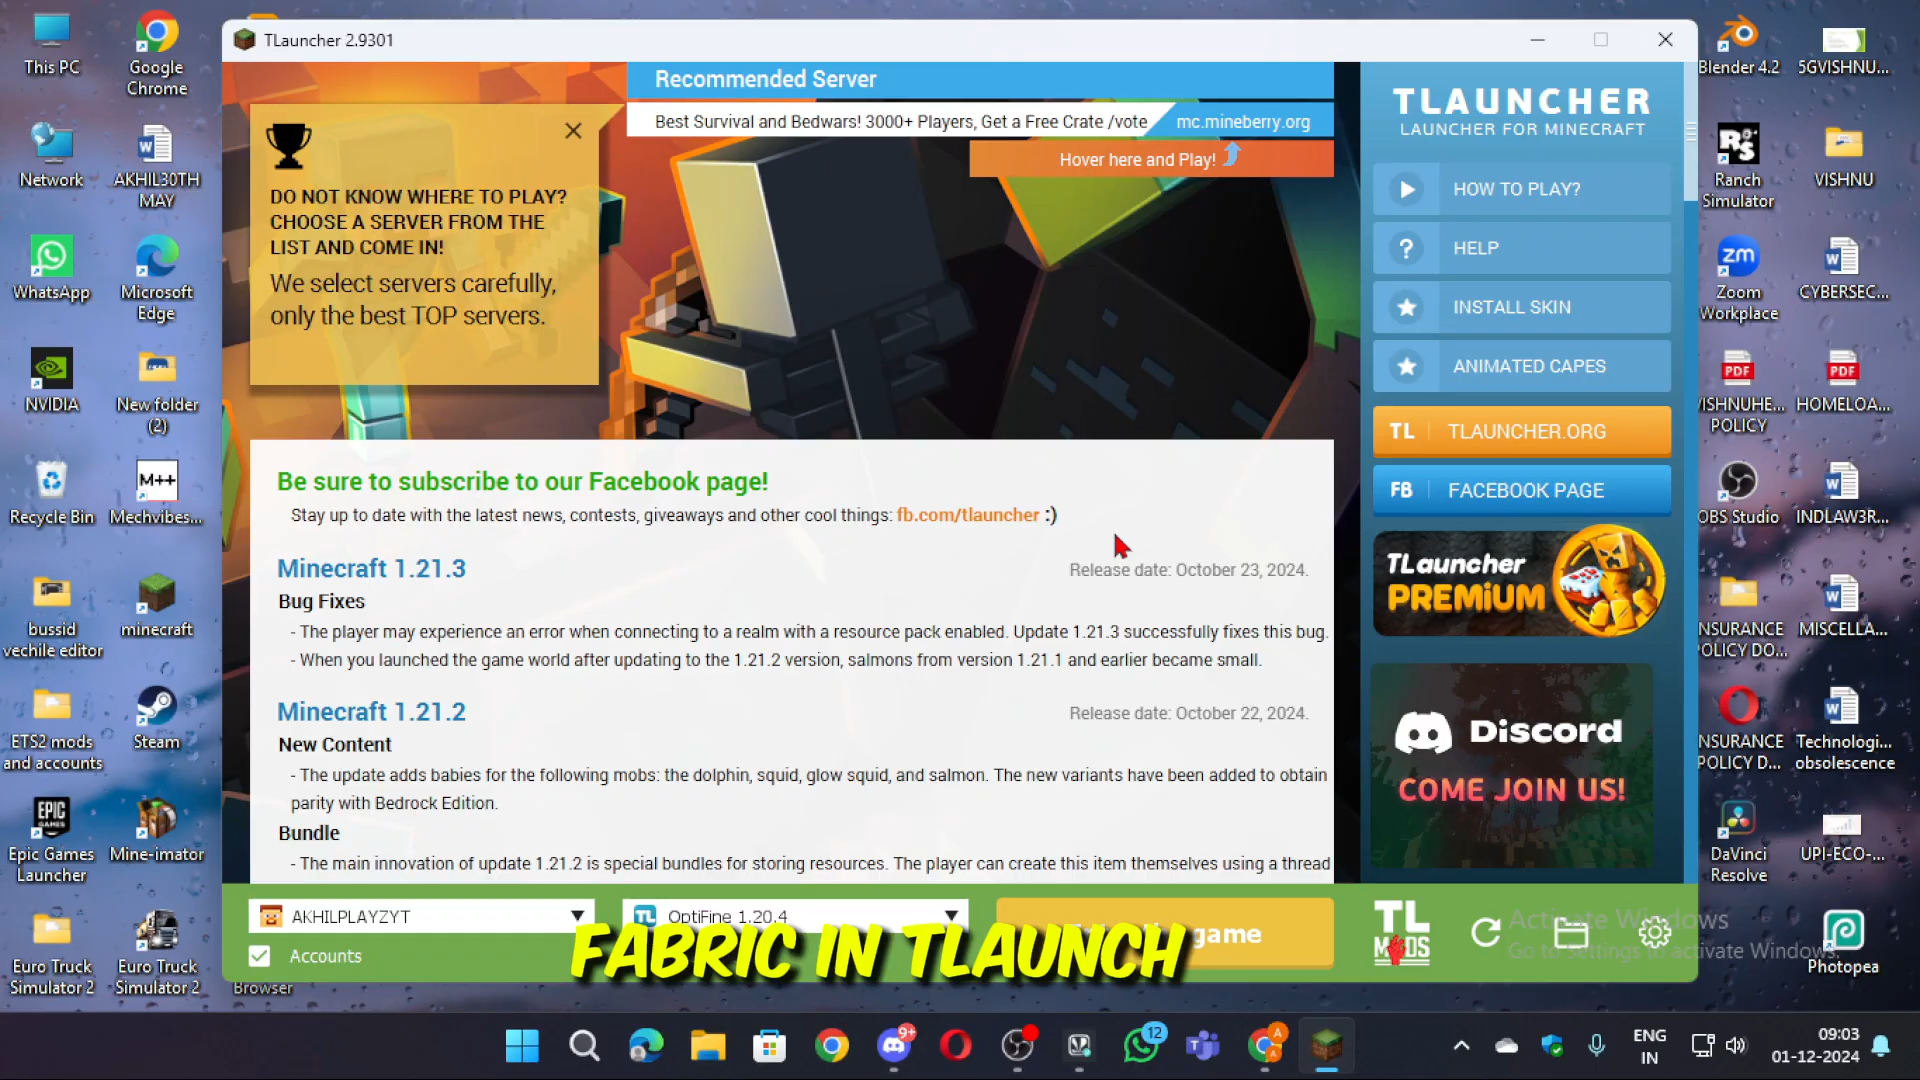 TLauncher 2.9301
This PC
Google Chrome
Network
AKHIL30TH MAY
WhatsApp
Microsoft Edge
NVIDIA
New folder (2)
Recycle Bin
M++
Mechvibes...
bussid vechile editor
minecraft
ETS2 mods and accounts
Steam
EPIC GAMES
Epic Games Launcher
Mine-imator
Euro Truck Simulator 2
Euro Truck Simulator 2
Browser
Recommended Server
Best Survival and Bedwars! 3000+ Players, Get a Free Crate /vote
mc.mineberry.org
Hover here and Play!
DO NOT KNOW WHERE TO PLAY?
CHOOSE A SERVER FROM THE
LIST AND COME IN!
We select servers carefully,
only the best TOP servers.
Be sure to subscribe to our Facebook page!
Stay up to date with the latest news, contests, giveaways and other cool things: fb.com/tlauncher :)
Minecraft 1.21.3
Release date: October 23, 2024.
Bug Fixes
- The player may experience an error when connecting to a realm with a resource pack enabled. Update 1.21.3 successfully fixes this bug.
- When you launched the game world after updating to the 1.21.2 version, salmons from version 1.21.1 and earlier became small.
Minecraft 1.21.2
Release date: October 22, 2024.
New Content
- The update adds babies for the following mobs: the dolphin, squid, glow squid, and salmon. The new variants have been added to obtain
parity with Bedrock Edition.
Bundle
- The main innovation of update 1.21.2 is special bundles for storing resources. The player can create this item themselves using a thread
TLAUNCHER
LAUNCHER FOR MINECRAFT
HOW TO PLAY?
? HELP
INSTALL SKIN
ANIMATED CAPES
TL TLAUNCHER.ORG
FB FACEBOOK PAGE
TLauncher
PREMiUM
Discord
COME JOIN US!
AKHILPLAYZYT
TL OptiFine 1.20.4
game
Accounts
FABRIC IN TLAUNCH
TL
MODS
Activate Windows
Go to Settings to activate Windows.
Blender 4.2
5GVISHNU...
Ranch Simulator
VISHNU
zm
Zoom Workplace
CYBERSEC...
PDF
VISHNUHE... POLICY
PDF
HOMELOA...
OBS Studio
INDLAW3R...
NSURANCE POLICY DO...
MISCELLA...
NSURANCE POLICY D...
Technologi... obsolescence
DaVinci Resolve
UPI-ECO-...
Photopea
9+
12
A
A
ENG
IN
09:03
01-12-2024